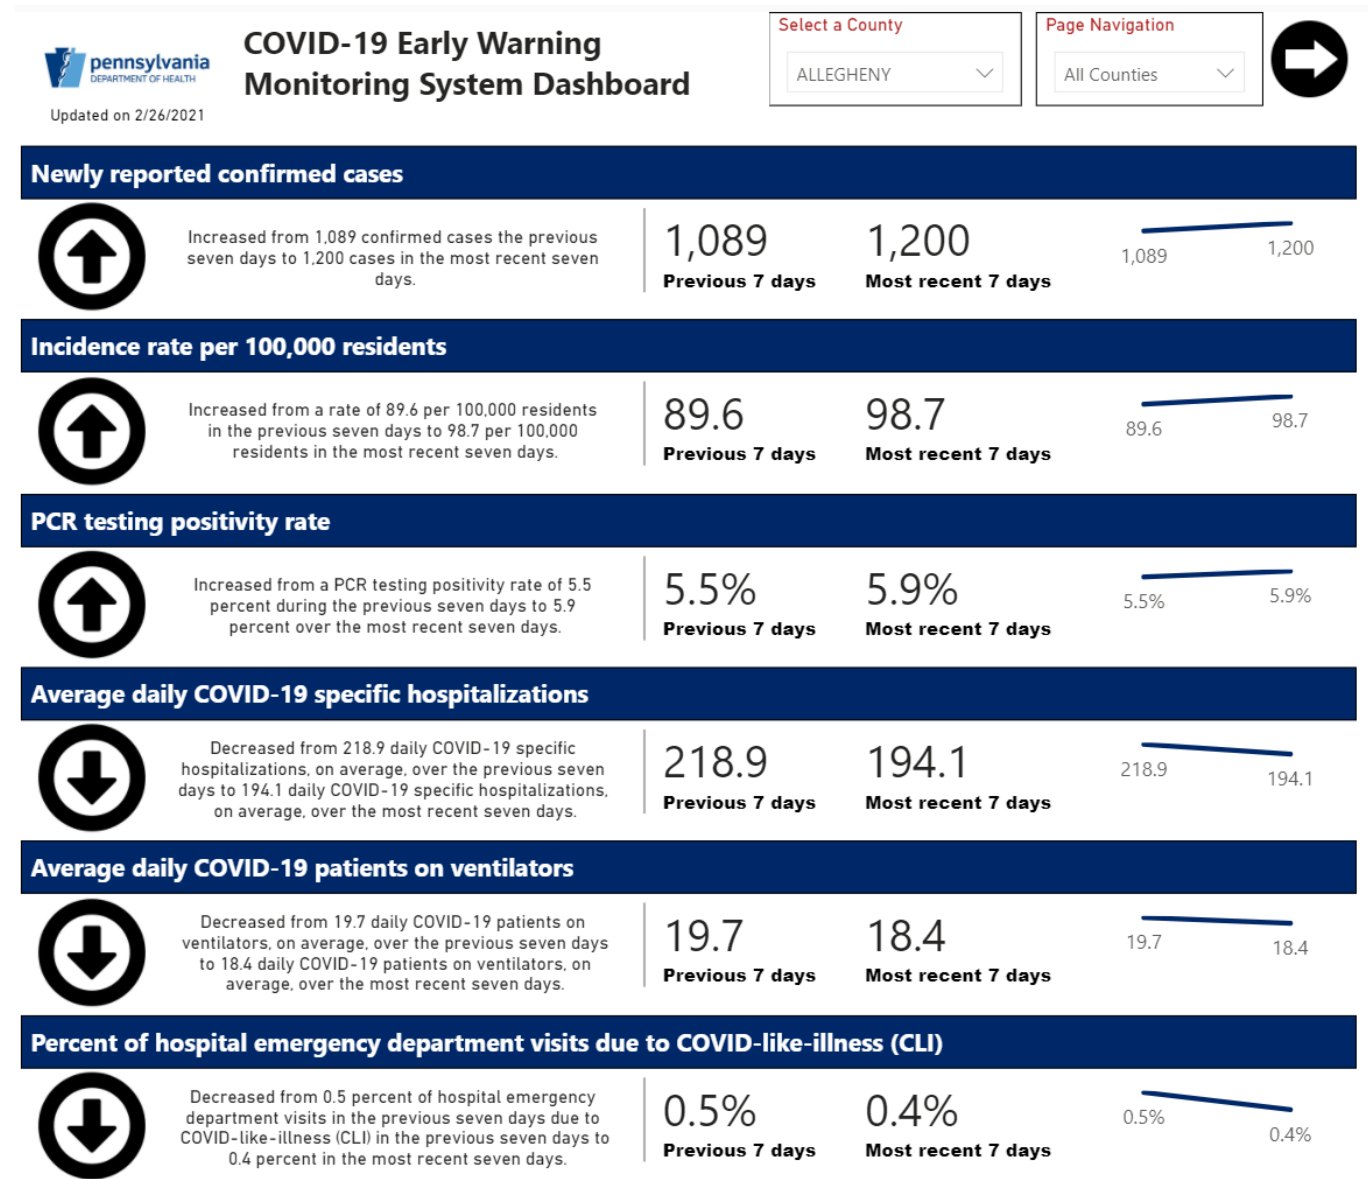 pennsylvania
DEPARTMENT OF HEALTH
Updated on 2/26/2021
COVID-19 Early Warning
Monitoring System Dashboard
Select a County
ALLEGHENY
Page Navigation
All Counties
Newly reported confirmed cases
Increased from 1,089 confirmed cases the previous
seven days to 1,200 cases in the most recent seven
days.
1,089
Previous 7 days
1,200
Most recent 7 days
1,089
1,200
Incidence rate per 100,000 residents
Increased from a rate of 89.6 per 100,000 residents
in the previous seven days to 98.7 per 100,000
residents in the most recent seven days.
89.6
Previous 7 days
98.7
Most recent 7 days
89.6
98.7
PCR testing positivity rate
Increased from a PCR testing positivity rate of 5.5
percent during the previous seven days to 5.9
percent over the most recent seven days.
5.5%
Previous 7 days
5.9%
Most recent 7 days
5.5%
5.9%
Average daily COVID-19 specific hospitalizations
Decreased from 218.9 daily COVID-19 specific
hospitalizations, on average, over the previous seven
days to 194.1 daily COVID-19 specific hospitalizations,
on average, over the most recent seven days.
218.9
Previous 7 days
194.1
Most recent 7 days
218.9
194.1
Average daily COVID-19 patients on ventilators
Decreased from 19.7 daily COVID-19 patients on
ventilators, on average, over the previous seven days
to 18.4 daily COVID-19 patients on ventilators, on
average, over the most recent seven days.
19.7
Previous 7 days
18.4
Most recent 7 days
19.7
18.4
Percent of hospital emergency department visits due to COVID-like-illness (CLI)
Decreased from 0.5 percent of hospital emergency
department visits in the previous seven days due to
COVID-like-illness (CLI) in the previous seven days to
0.4 percent in the most recent seven days.
0.5%
Previous 7 days
0.4%
Most recent 7 days
0.5%
0.4%